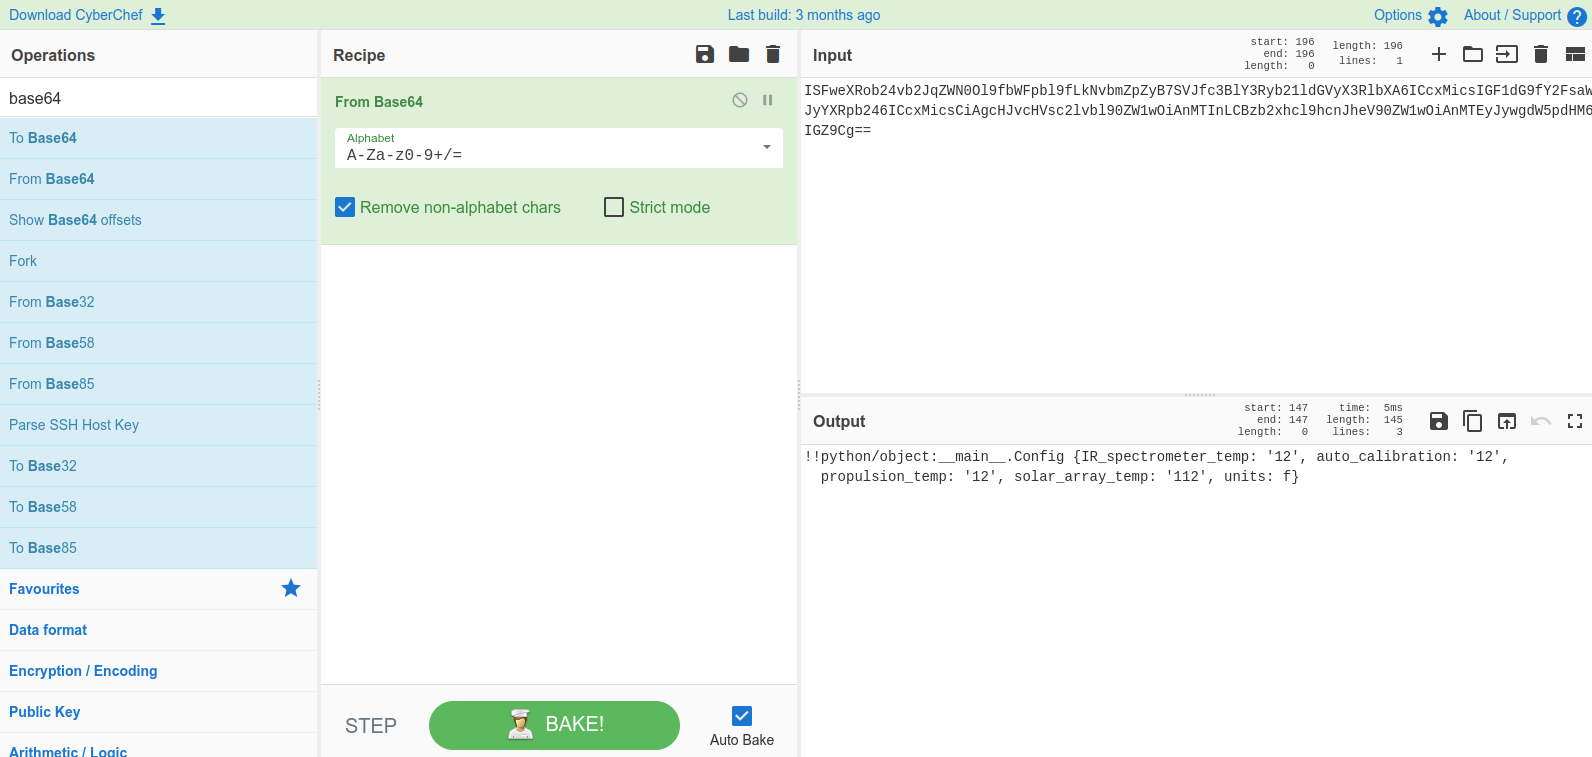 Download CyberChef
Last build: 3 months ago
Options
About / Support
Operations
base64
To Base64
From Base64
Show Base64 offsets
Fork
From Base32
From Base58
From Base85
Parse SSH Host Key
To Base32
To Base58
To Base85
Favourites
Data format
Encryption / Encoding
Public Key
Arithmetic / Logic
Recipe
From Base64
Alphabet
A-Za-z0-9+/=
Remove non-alphabet chars
Strict mode
STEP
BAKE!
Auto Bake
Input
start: 196
end: 196
length: 0
length: 196
lines: 1
ISFweXRob24vb2JqZWN0Ol9fbWFpbl9fLkNvbmZpZyB7SVJfc3BlY3Ryb21ldGVyX3RlbXA6ICcxMicsIGF1dG9fY2FsaW
JyYXRpb246ICcxMicsCiAgcHJvcHVsc2lvbl90ZW1wOiAnMTInLCBzb2xhcl9hcnJheV90ZW1wOiAnMTEyJywgdW5pdHM6
IGZ9Cg==
Output
start: 147
end: 147
length: 0
time: 5ms
length: 145
lines: 3
!!python/object:__main__.Config {IR_spectrometer_temp: '12', auto_calibration: '12',
propulsion_temp: '12', solar_array_temp: '112', units: f}